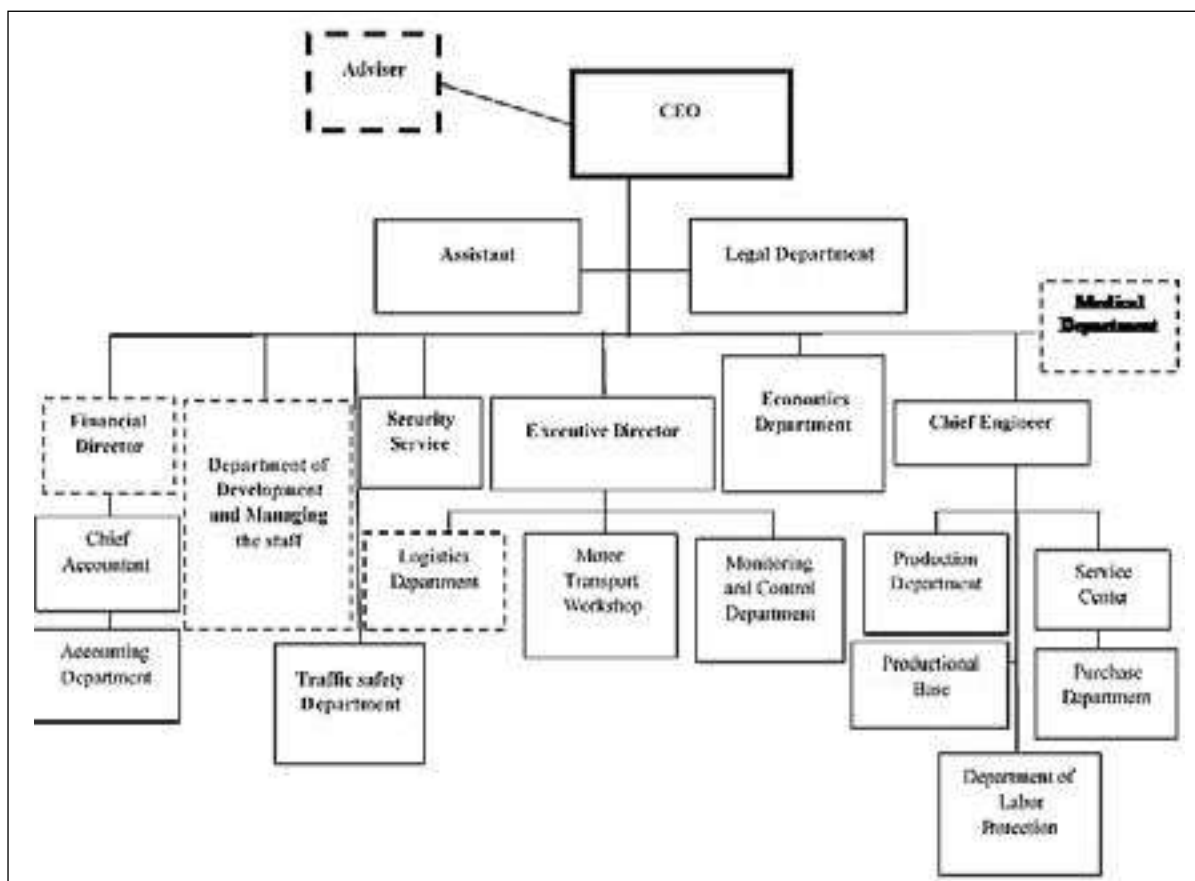 Adviser
CEO
Assistant
Legal Department
Medical
Department
Financial
Director
Department of
Development
and Managing
the staff
Security
Service
Executive Director
Economics
Department
Chief Engineer
Chief
Accountant
Logistics
Department
Motor
Transport
Workshop
Monitoring
and Control
Department
Production
Department
Service
Center
Accounting
Department
Traffic safety
Department
Productional
Base
Purchase
Department
Department of
Labor
Protection